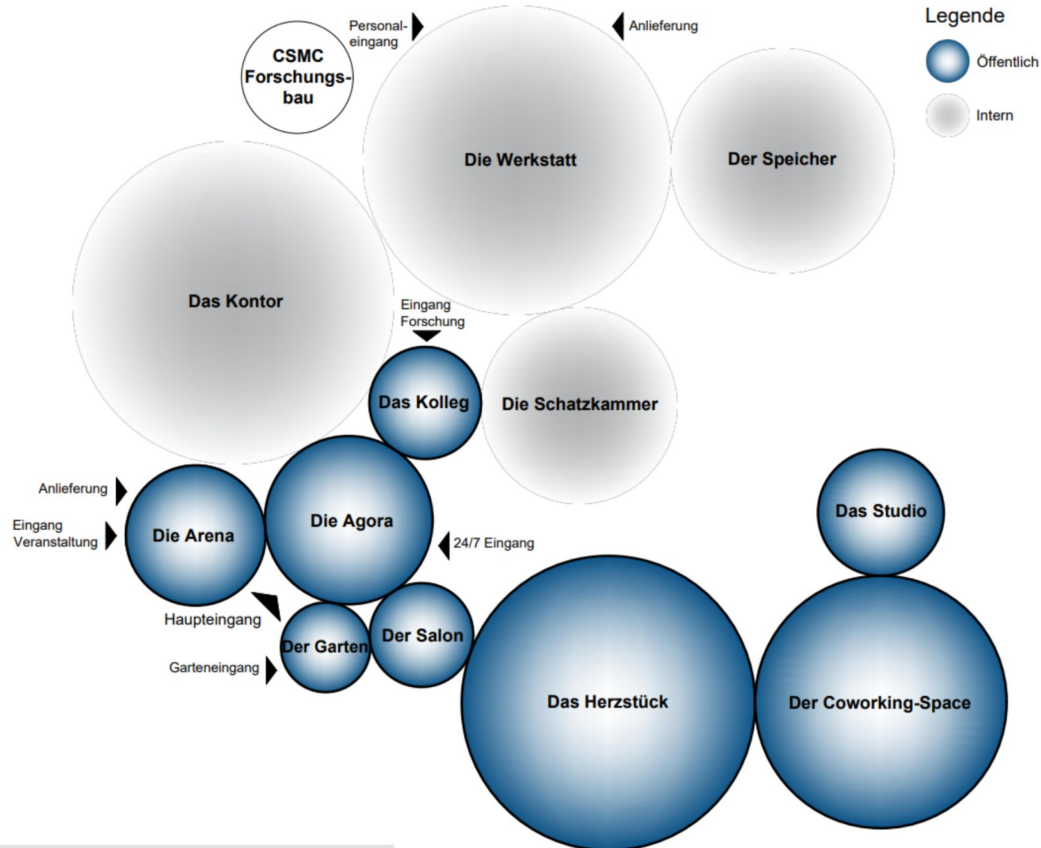 Legende
Öffentlich
Intern
Personal-
eingang
Anlieferung
CSMC
Forschungs-
bau
Die Werkstatt
Der Speicher
Das Kontor
Eingang
Forschung
Das Kolleg
Die Schatzkammer
Anlieferung
Eingang
Veranstaltung
Die Arena
Die Agora
24/7 Eingang
Das Studio
Haupteingang
Der Garten
Der Salon
Garteneingang
Das Herzstück
Der Coworking-Space